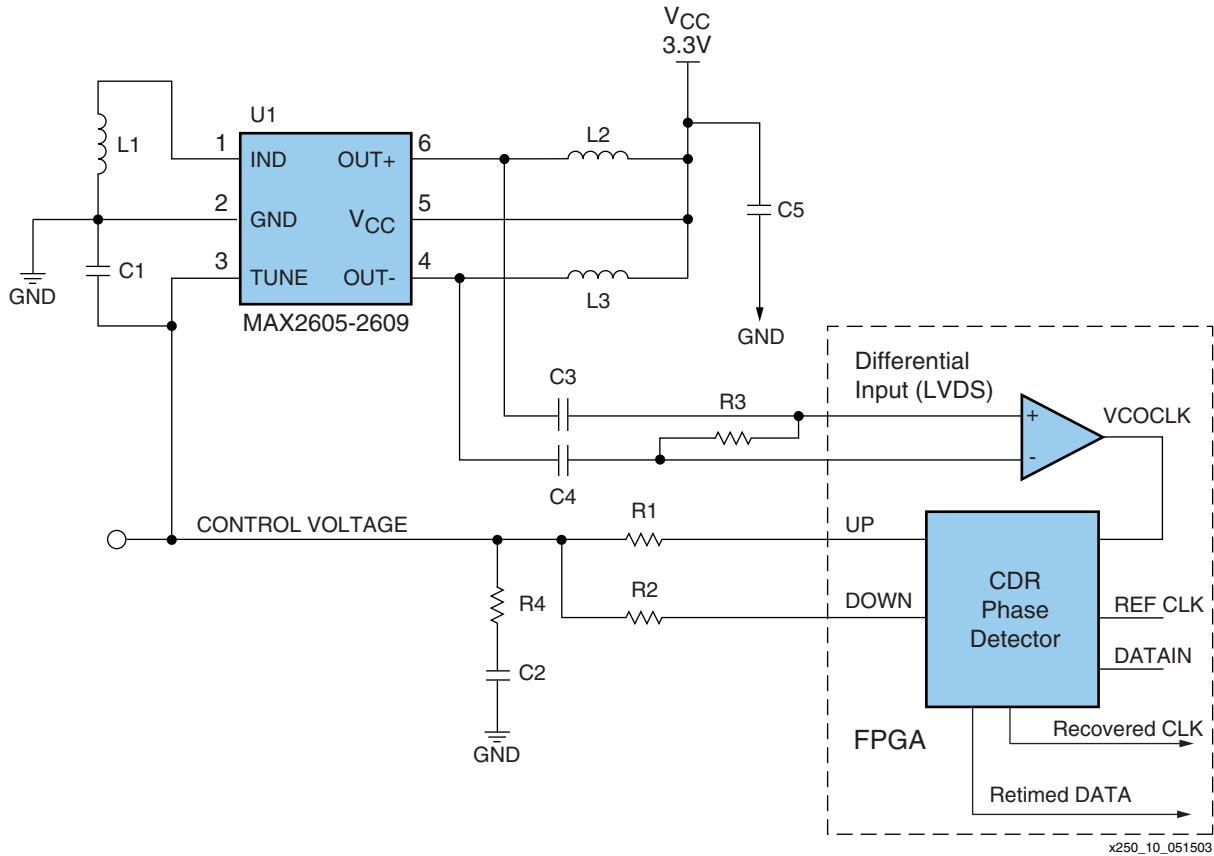 VCC
3.3V
U1
L1
1
IND
OUT+
6
L2
2
GND
VCC
5
C5
C1
3
TUNE
OUT-
4
L3
GND
MAX2605-2609
GND
Differential
Input (LVDS)
C3
R3
VCOCLK
+
-
C4
CONTROL VOLTAGE
R1
UP
R2
DOWN
CDR
Phase
Detector
REF CLK
DATAIN
R4
C2
GND
FPGA
Recovered CLK
Retimed DATA
x250_10_051503